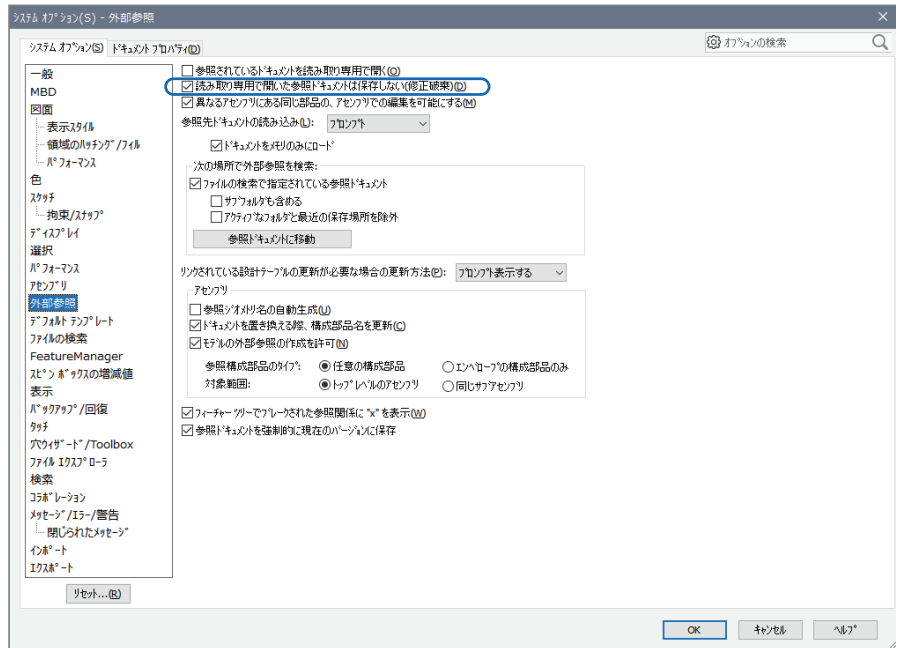 システム オプション(S) - 外部参照
システム オプション(S)
ドキュメント プロパティ(D)
オプションの検索
一般
MBD
図面
表示スタイル
領域のハッチング/フィル
パフォーマンス
色
スケッチ
拘束/スナップ
ディスプレイ
選択
パフォーマンス
アセンブリ
外部参照
デフォルト テンプレート
ファイルの検索
FeatureManager
スピン ボックスの増減値
表示
バックアップ/回復
タッチ
穴ウィザード/Toolbox
ファイル エクスプローラ
検索
コラボレーション
メッセージ/エラー/警告
閉じられたメッセージ
インポート
エクスポート
リセット...(R)
参照されているドキュメントを読み取り専用で開く(O)
読み取り専用で開いた参照ドキュメントは保存しない(修正破棄)(D)
異なるアセンブリにある同じ部品の、アセンブリでの編集を可能にする(M)
参照先ドキュメントの読み込み(L): プロンプト
ドキュメントをメモリのみにロード
次の場所で外部参照を検索:
ファイルの検索で指定されている参照ドキュメント
サブフォルダも含める
アクティブなフォルダと最近の保存場所を除外
参照ドキュメントに移動
リンクされている設計テーブルの更新が必要な場合の更新方法(P): プロンプト表示する
アセンブリ
参照ジオメトリ名の自動生成(U)
ドキュメントを置き換える際、構成部品名を更新(C)
モデルの外部参照の作成を許可(N)
参照構成部品のタイプ: 任意の構成部品 エンベロープの構成部品のみ
対象範囲: トップレベルのアセンブリ 同じサブアセンブリ
フィーチャー ツリーでブレークされた参照関係に "x" を表示(W)
参照ドキュメントを強制的に現在のバージョンに保存
OK キャンセル ヘルプ